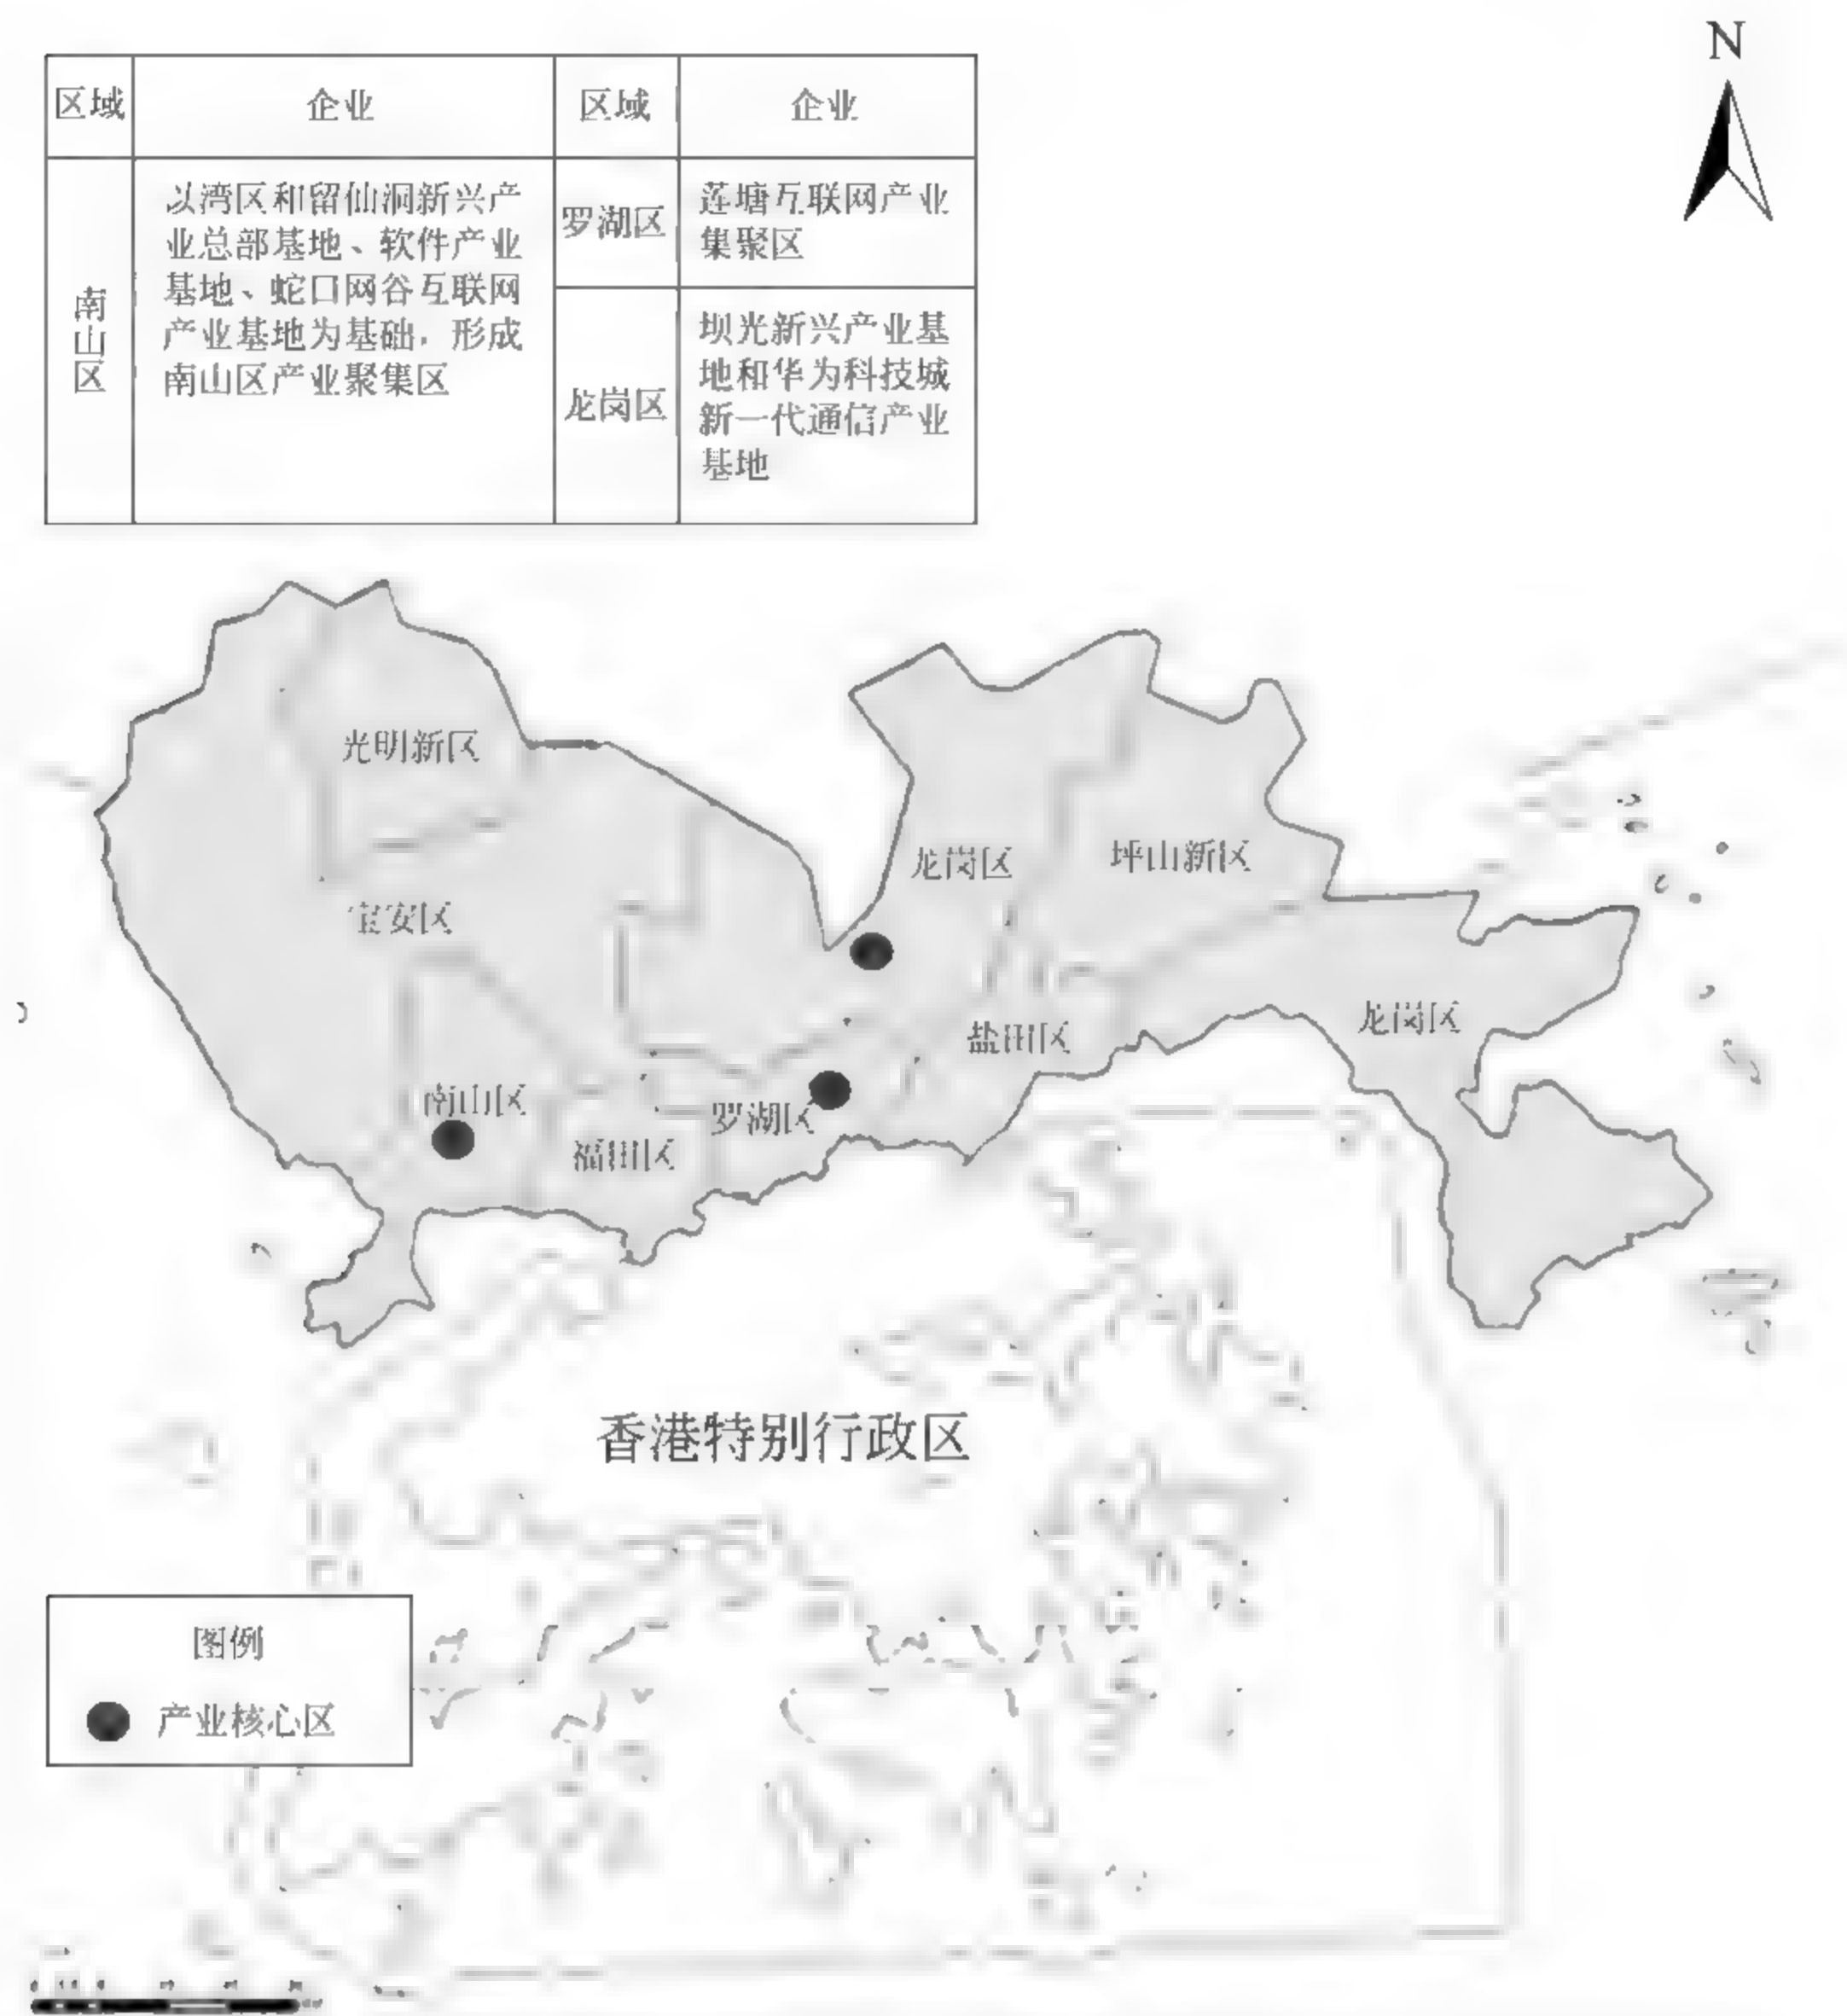 N
区域
企业
区域
企业
南山区
以湾区和留仙洞新兴产
业总部基地、软件产业
基地、蛇口网谷互联网
产业基地为基础，形成
南山区产业聚集区
罗湖区
莲塘互联网产业
集聚区
龙岗区
坝光新兴产业基
地和华为科技城
新一代通信产业
基地
光明新区
龙岗区
坪山新区
宝安区
盐田区
龙岗区
南山区
罗湖区
福田区
香港特别行政区
图例
产业核心区